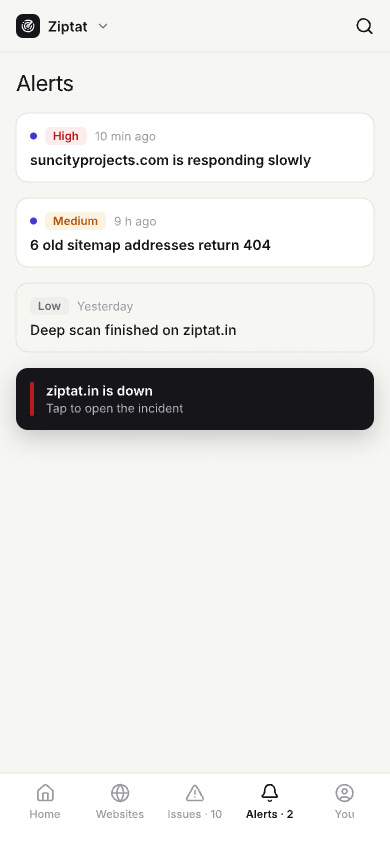 Ziptat
Alerts
High 10 min ago
suncityprojects.com is responding slowly
Medium 9 h ago
6 old sitemap addresses return 404
Low Yesterday
Deep scan finished on ziptat.in
ziptat.in is down
Tap to open the incident
Home Websites Issues · 10 Alerts · 2 You